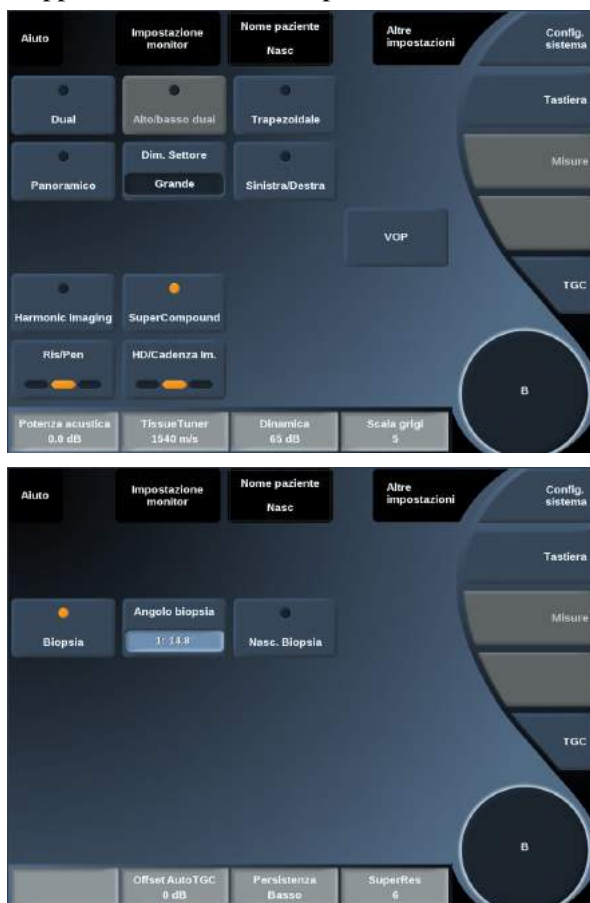 Aiuto
Impostazione
monitor
Nome paziente
Nasc
Altre
impostazioni
Config.
sistema
Tastiera
Misure
TGC
Dual
Alto/basso dual
Trapezoidale
Panoramico
Dim. Settore
Grande
Sinistra/Destra
VOP
Harmonic Imaging
SuperCompound
Ris/Pen
HD/Cadenza Im.
B
Potenza acustica
0.0 dB
TissueTuner
1540 m/s
Dinamica
65 dB
Scala grigi
5
Aiuto
Impostazione
monitor
Nome paziente
Nasc
Altre
impostazioni
Config.
sistema
Tastiera
Misure
TGC
Biopsia
Angolo biopsia
1: 14.8
Nasc. Biopsia
B
Offset AutoTGC
0 dB
Persistenza
Basso
SuperRes
6